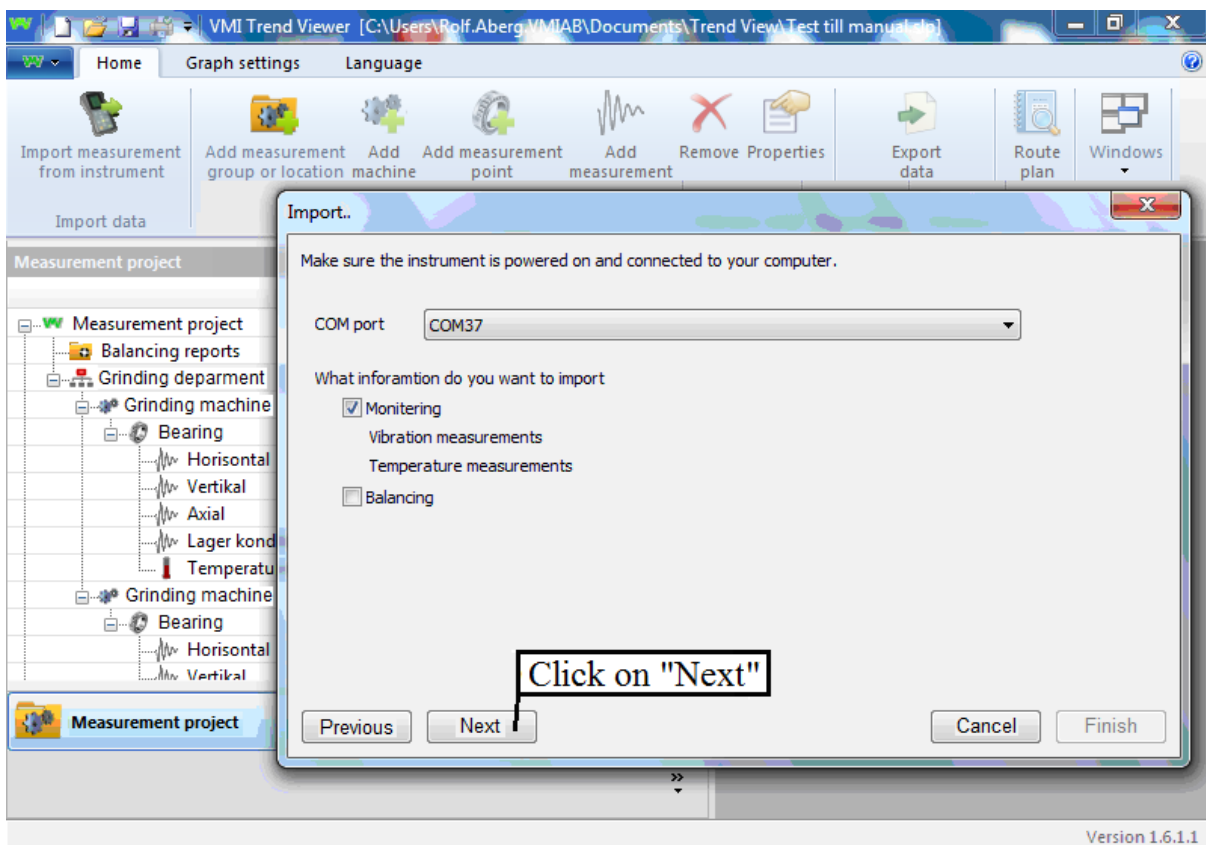 VMI Trend Viewer [C:\Users\Rolf.Aberg.VMIAB\Documents\Trend View\Test till manual.slp]
Home Graph settings Language
Import measurement from instrument
Add measurement group or location
Add machine
Add measurement point
Add measurement
Remove
Properties
Export data
Route plan
Windows
Import data
Measurement project
Measurement project
Balancing reports
Grinding deparment
Grinding machine
Bearing
Horisontal
Vertikal
Axial
Lager kond
Temperatu
Grinding machine
Bearing
Horisontal
Vertikal
Measurement project
Import..
Make sure the instrument is powered on and connected to your computer.
COM port COM37
What inforamtion do you want to import
Monitering
Vibration measurements
Temperature measurements
Balancing
Click on "Next"
Previous Next Cancel Finish
Version 1.6.1.1